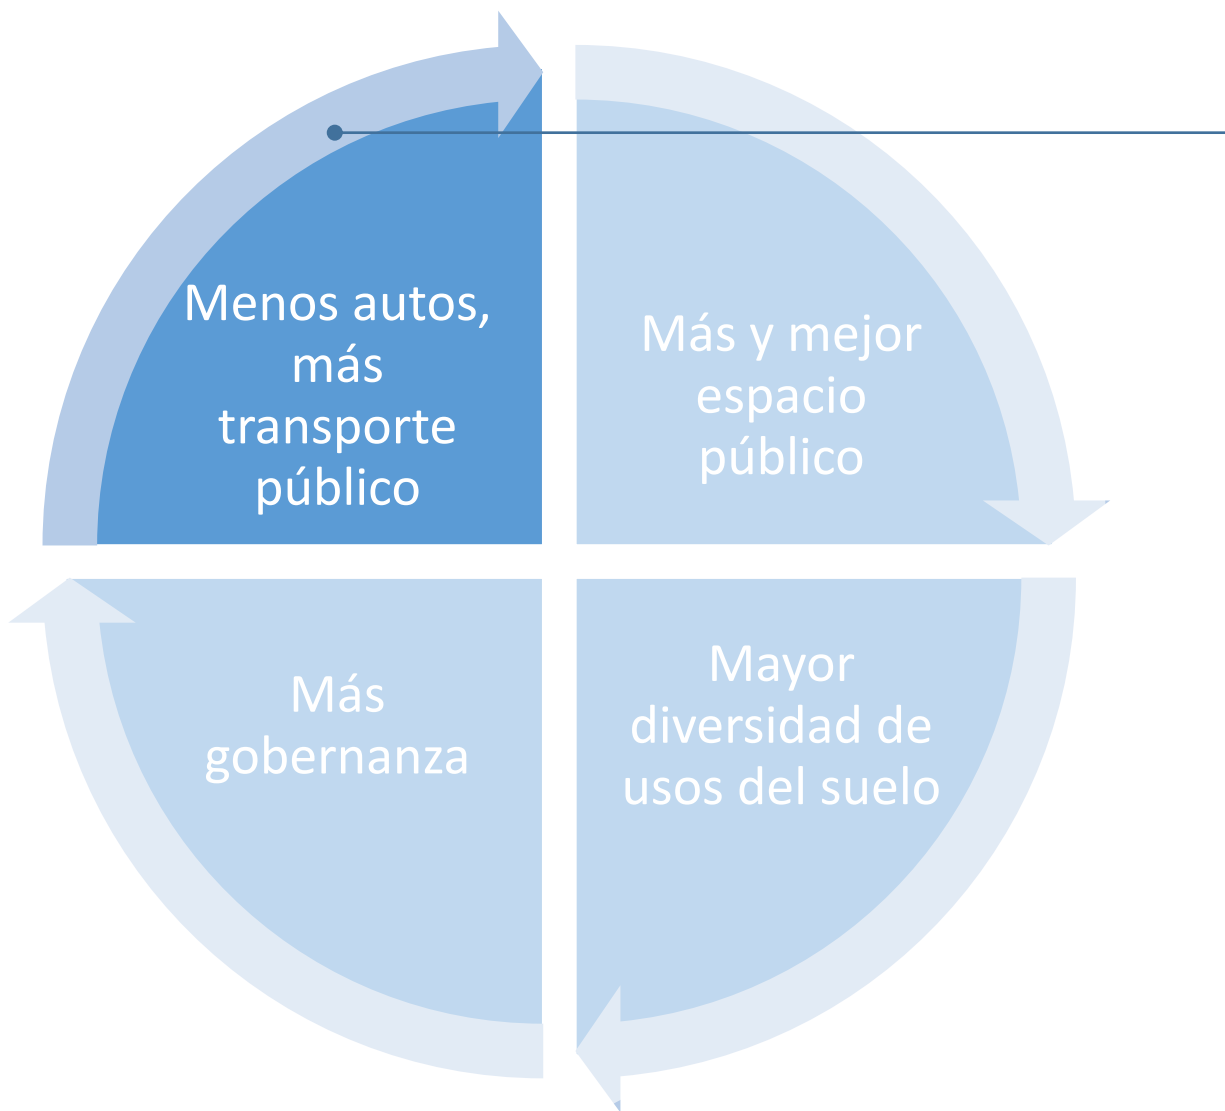 Menos autos,
más
transporte
público
Más y mejor
espacio
público
Más
gobernanza
Mayor
diversidad de
usos del suelo